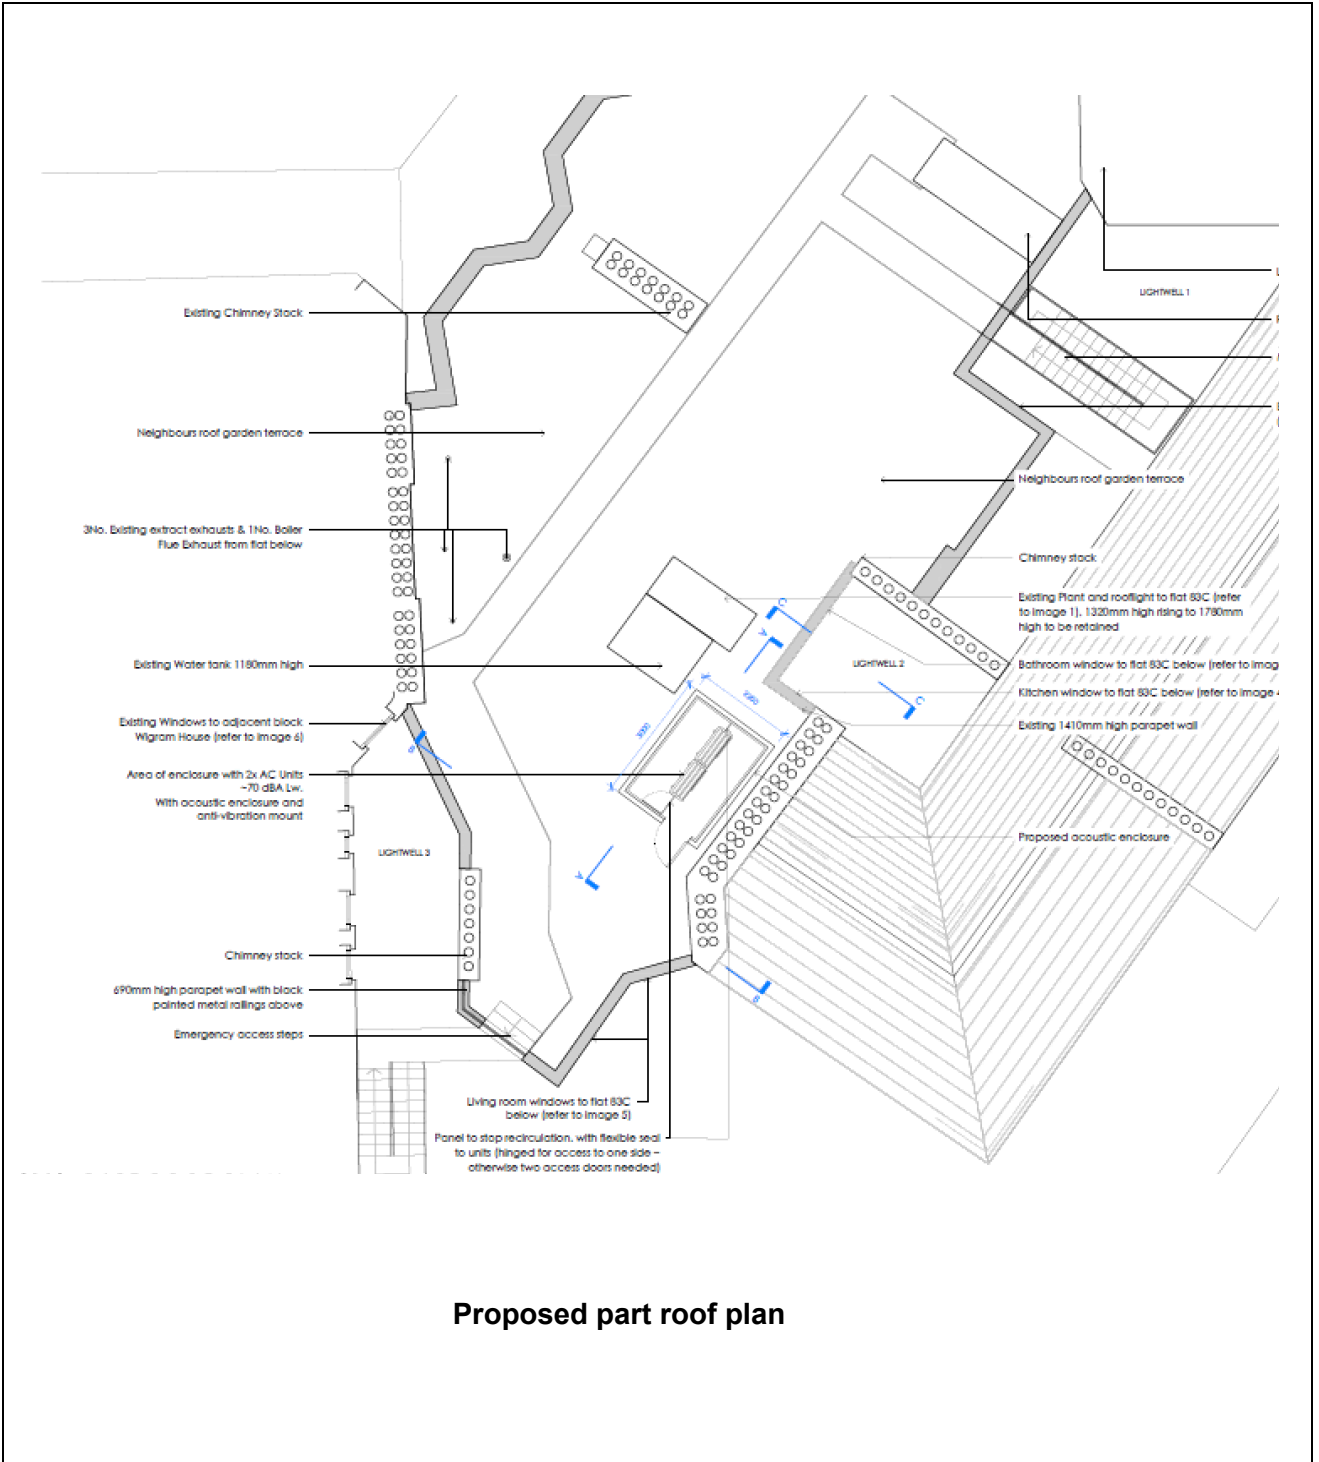 Existing Chimney Stack
Neighbours roof garden terrace
3No. Existing extract exhausts & 1No. Boiler
Flue Exhaust from flat below
Existing Water tank 1180mm high
Existing Windows to adjacent block
Wigram House (refer to image 6)
Area of enclosure with 2x AC Units
~70 dBA Lw.
With acoustic enclosure and
anti-vibration mount
LIGHTWELL 3
Chimney stack
690mm high parapet wall with black
painted metal railings above
Emergency access steps
Living room windows to flat 83C
below (refer to image 5)
Panel to stop recirculation, with flexible seal
to units (hinged for access to one side –
otherwise two access doors needed)
LIGHTWELL 1
Neighbours roof garden terrace
Chimney stack
Existing Plant and rooflight to flat 83C (refer
to image 1). 1320mm high rising to 1780mm
high to be retained
LIGHTWELL 2
Bathroom window to flat 83C below (refer to imag
Kitchen window to flat 83C below (refer to image
Existing 1410mm high parapet wall
Proposed acoustic enclosure
C
A
C
B
A
B
Proposed part roof plan